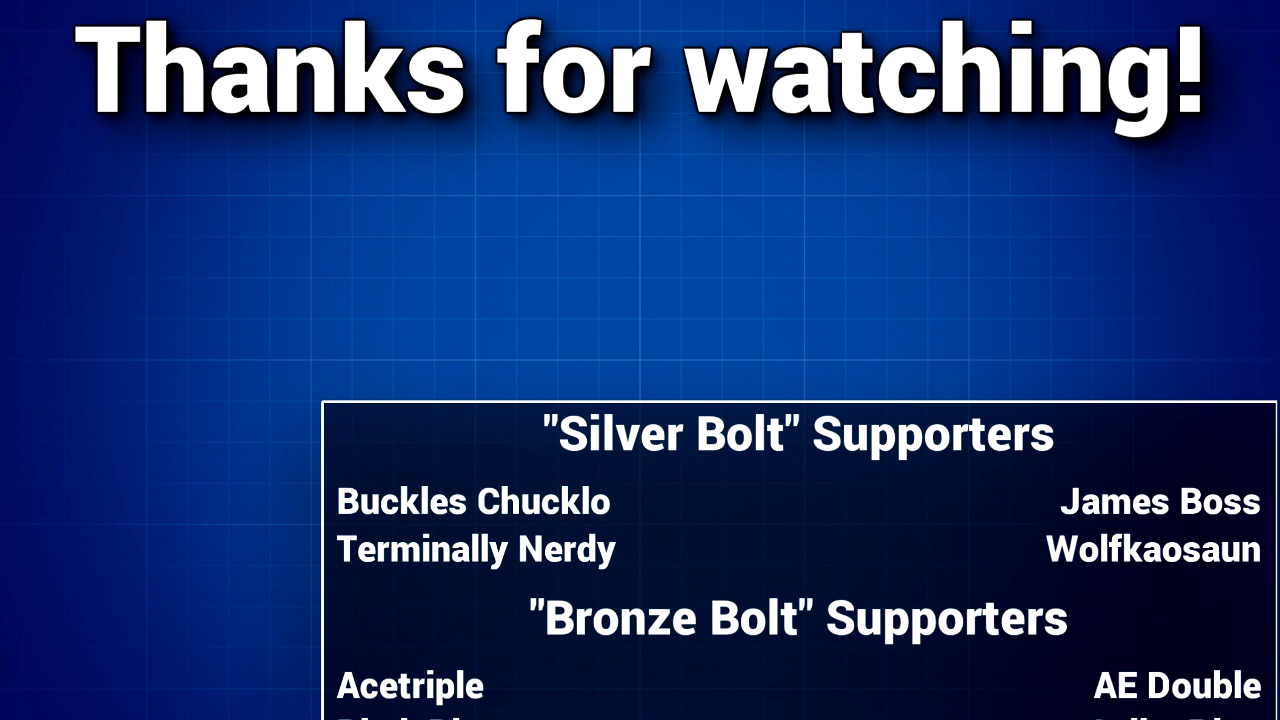 Thanks for watching!
"Silver Bolt" Supporters
Buckles Chucklo James Boss
Terminally Nerdy Wolfkaosaun
"Bronze Bolt" Supporters
Acetriple AE Double